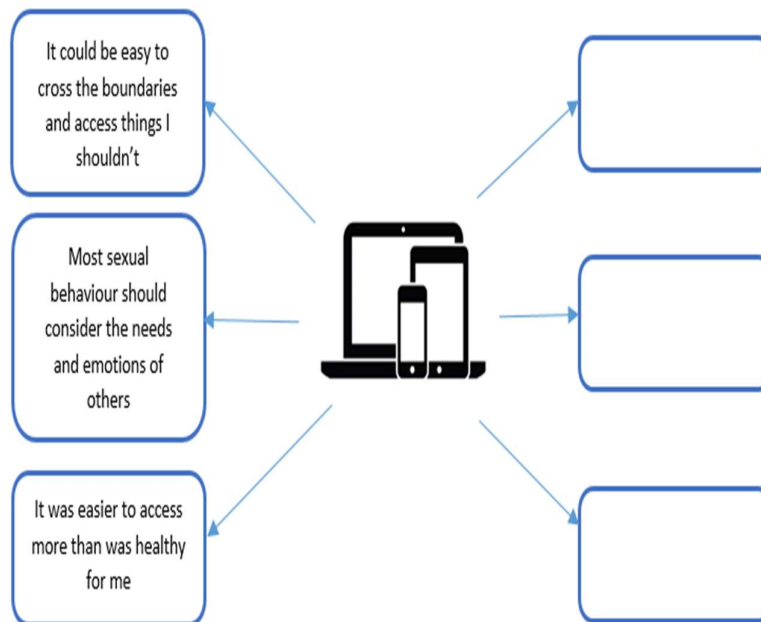 It could be easy to
cross the boundaries
and access things I
shouldn't
Most sexual
behaviour should
consider the needs
and emotions of
others
It was easier to access
more than was healthy
for me